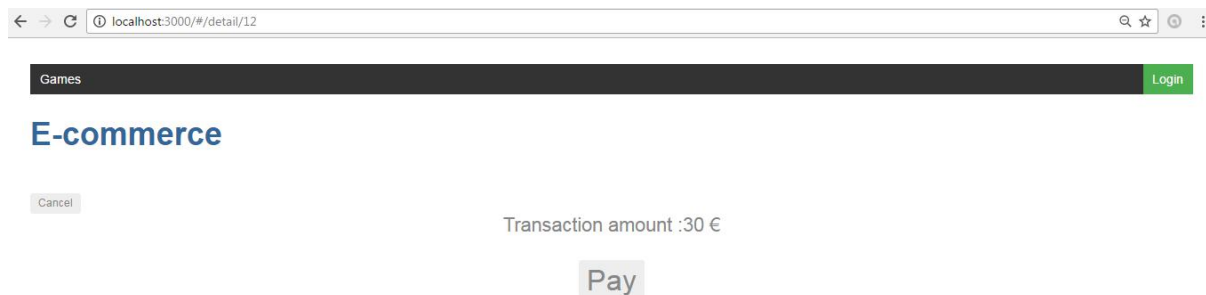 localhost:3000/#/detail/12
Games Login
E-commerce
Cancel
Transaction amount :30 €
Pay